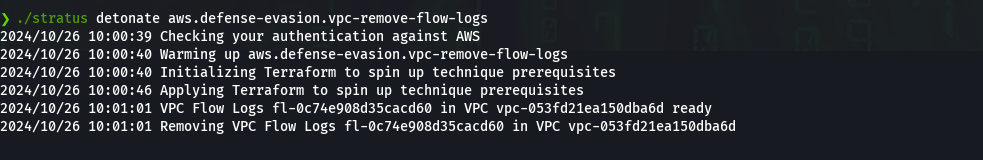 ❯ ./stratus detonate aws.defense-evasion.vpc-remove-flow-logs
2024/10/26 10:00:39 Checking your authentication against AWS
2024/10/26 10:00:40 Warming up aws.defense-evasion.vpc-remove-flow-logs
2024/10/26 10:00:40 Initializing Terraform to spin up technique prerequisites
2024/10/26 10:00:46 Applying Terraform to spin up technique prerequisites
2024/10/26 10:01:01 VPC Flow Logs fl-0c74e908d35cacd60 in VPC vpc-053fd21ea150dba6d ready
2024/10/26 10:01:01 Removing VPC Flow Logs fl-0c74e908d35cacd60 in VPC vpc-053fd21ea150dba6d